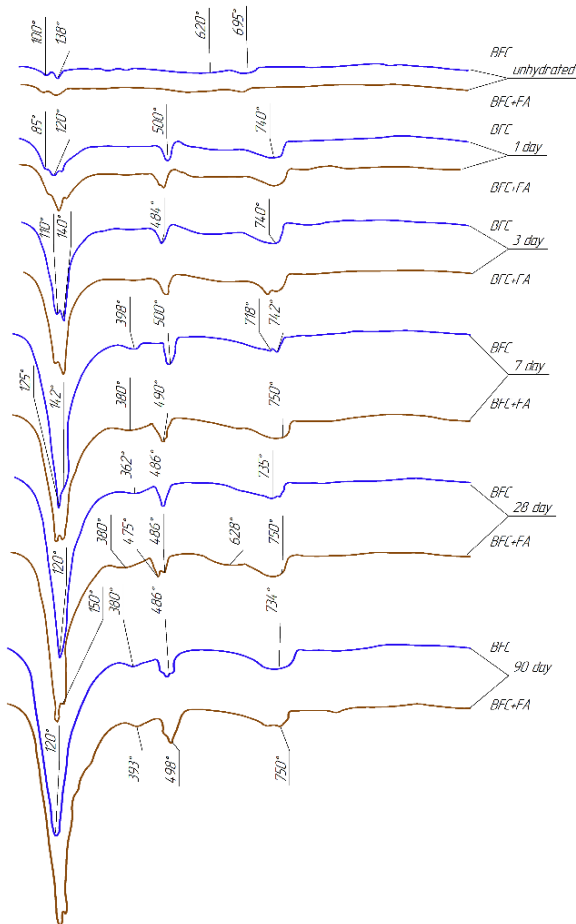 100° 138° 620° 695°
BFC
unhydrated
BFC+FA
85° 120° 500° 740°
BFC
1 day
BFC+FA
110° 140° 484° 740°
BFC
3 day
BFC+FA
398° 500° 718° 742°
BFC
7 day
125° 142° 380° 490° 750°
BFC+FA
362° 486° 735°
BFC
28 day
120° 380° 475° 486° 628° 750°
BFC+FA
150° 380° 486° 734°
BFC
90 day
BFC+FA
120° 393° 498° 750°